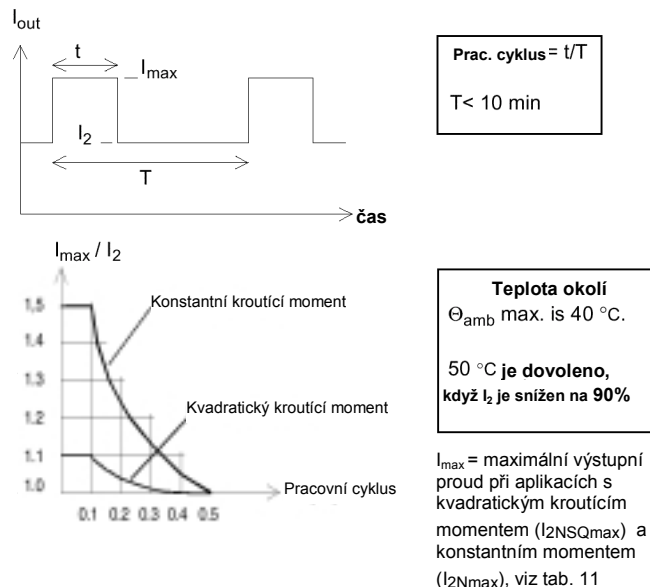 I_out
t
I_max
I_2
T
čas
Prac. cyklus = t/T
T< 10 min
I_max / I_2
1,5
1.4
1.3
1.2
1.1
1.0
Konstantní kroutící moment
Kvadratický kroutící moment
Pracovní cyklus
0.1 0.2 0.3 0.4 0.5
Teplota okolí
Θ_amb max. is 40 °C.
50 °C je dovoleno,
když I₂ je snížen na 90%
I_max = maximální výstupní
proud při aplikacích s
kvadratickým kroutícím
momentem (I2NSQmax) a
konstantním momentem
(I2Nmax), viz tab. 11